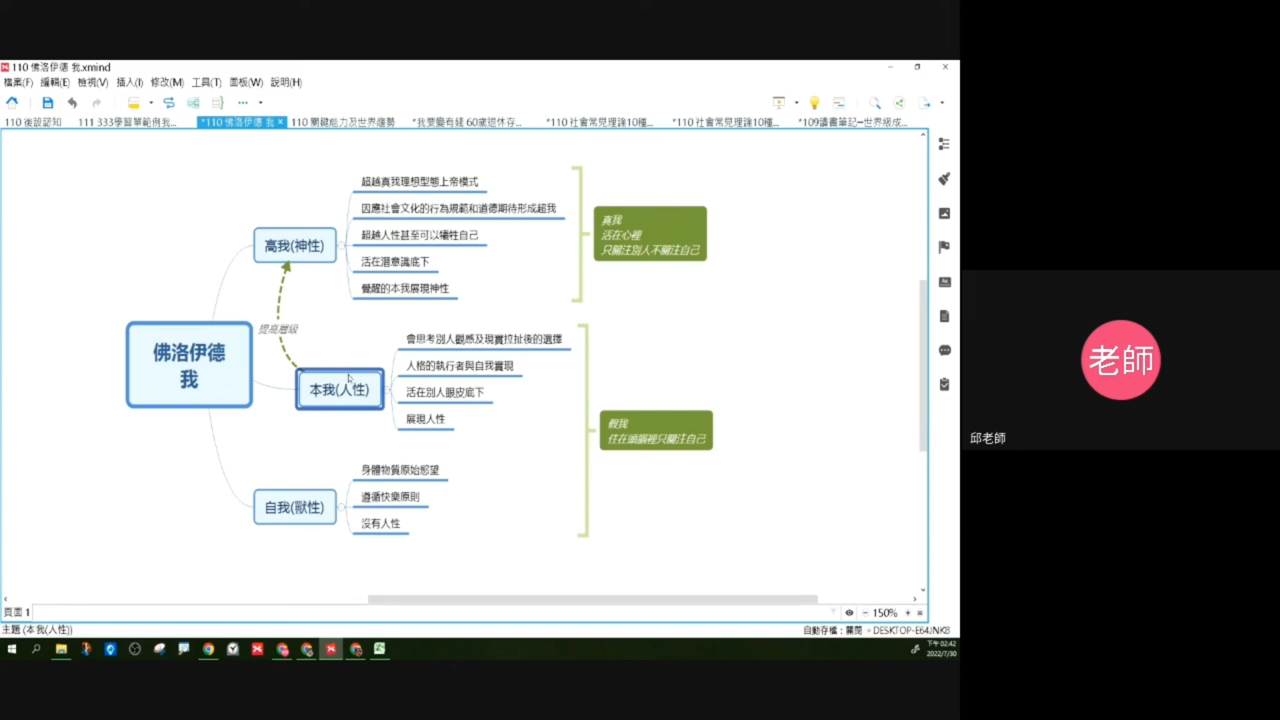 110 佛洛伊德 我.xmind
檔案(F) 編輯(E) 檢視(V) 插入(I) 修改(M) 工具(T) 面板(W) 說明(H)
110 後設認知 111 333學習單範例我... *110 佛洛伊德 我 × 110 關鍵能力及世界趨勢 *我要變有錢 60歲退休存... *110 社會常見理論10種... *110 社會常見理論10種... *109讀書筆記–世界級成...
超越真我理想型態上帝模式
因應社會文化的行為規範和道德期待形成超我
高我(神性)
超越人性甚至可以犧牲自己
活在潛意識底下
覺醒的本我展現神性
真我
活在心裡
只關注別人不關注自己
提高層級
佛洛伊德
我
會思考別人觀感及現實拉扯後的選擇
人格的執行者與自我實現
本我(人性)
活在別人眼皮底下
展現人性
假我
住在頭腦裡只關注自己
身體物質原始慾望
自我(獸性)
遵循快樂原則
沒有人性
老師
邱老師
頁面 1
150%
主題 (本我(人性))
自動存檔：關閉 DESKTOP-E64JNK8
下午 02:42
2022/7/30